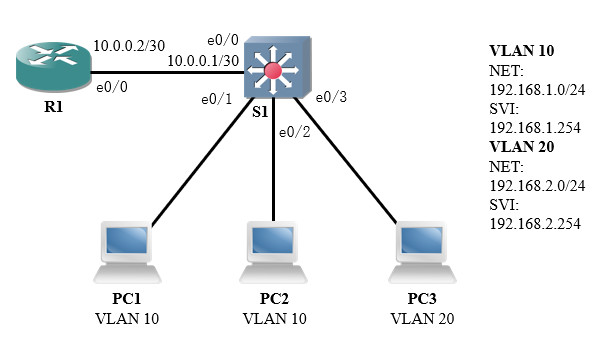 10.0.0.2/30
e0/0
10.0.0.1/30
e0/0
R1
e0/1
S1
e0/3
e0/2
PC1
VLAN 10
PC2
VLAN 10
PC3
VLAN 20
VLAN 10
NET:
192.168.1.0/24
SVI:
192.168.1.254
VLAN 20
NET:
192.168.2.0/24
SVI:
192.168.2.254